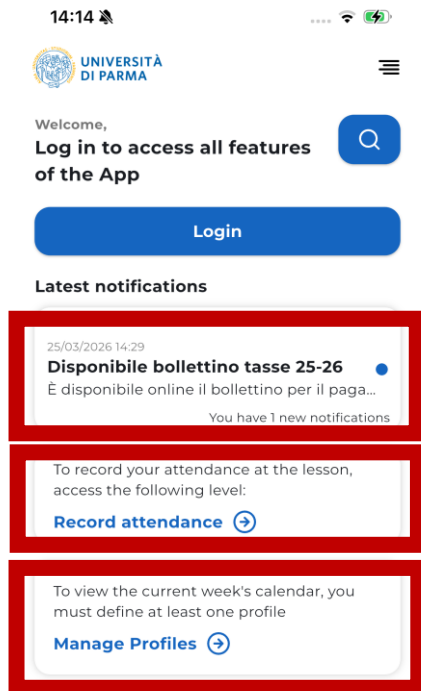 14:14
UNIVERSITÀ
DI PARMA
Welcome,
Log in to access all features
of the App
Login
Latest notifications
25/03/2026 14:29
Disponibile bollettino tasse 25-26
È disponibile online il bollettino per il paga...
You have 1 new notifications
To record your attendance at the lesson,
access the following level:
Record attendance
To view the current week's calendar, you
must define at least one profile
Manage Profiles